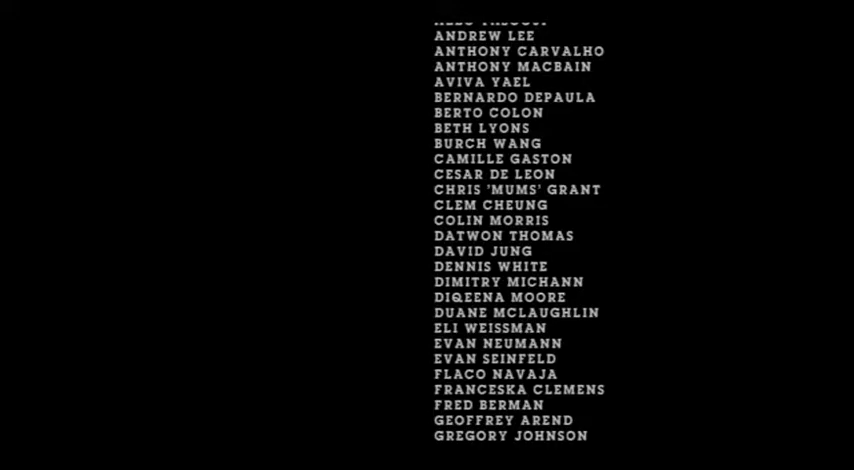 ANDREW LEE
ANTHONY CARVALHO
ANTHONY MACBAIN
AVIVA YAEL
BERNARDO DEPAULA
BERTO COLON
BETH LYONS
BURCH WANG
CAMILLE GASTON
CESAR DE LEON
CHRIS 'MUMS' GRANT
CLEM CHEUNG
COLIN MORRIS
DATWON THOMAS
DAVID JUNG
DENNIS WHITE
DIMITRY MICHANN
DIQEENA MOORE
DUANE MCLAUGHLIN
ELI WEISSMAN
EVAN NEUMANN
EVAN SEINFELD
FLACO NAVAJA
FRANCESKA CLEMENS
FRED BERMAN
GEOFFREY AREND
GREGORY JOHNSON